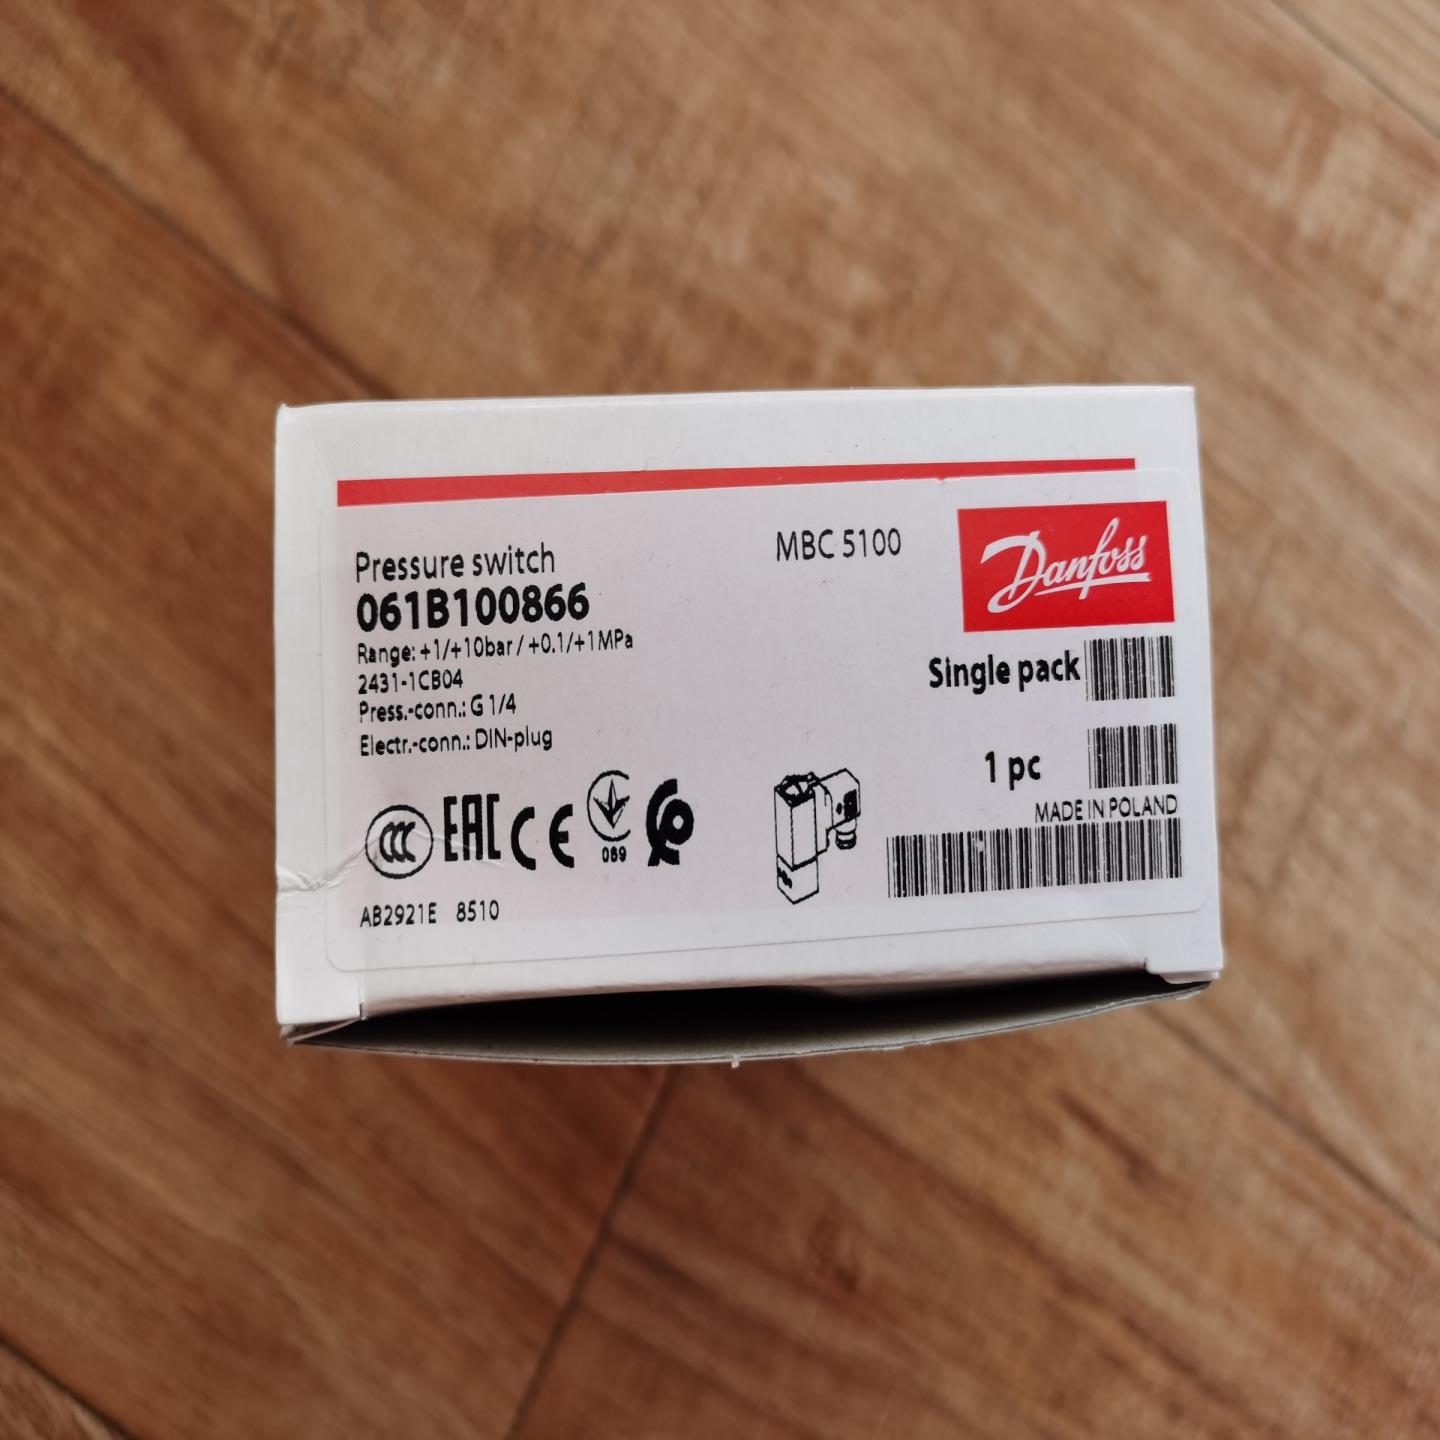 Pressure switch
MBC 5100
Danfoss
061B100866
Range: +1/+10bar / +0.1/+1MPa
2431-1CB04
Press.-conn.: G 1/4
Electr.-conn.: DIN-plug
Single pack
1 pc
MADE IN POLAND
CCC EAC CE
089
AB2921E 8510